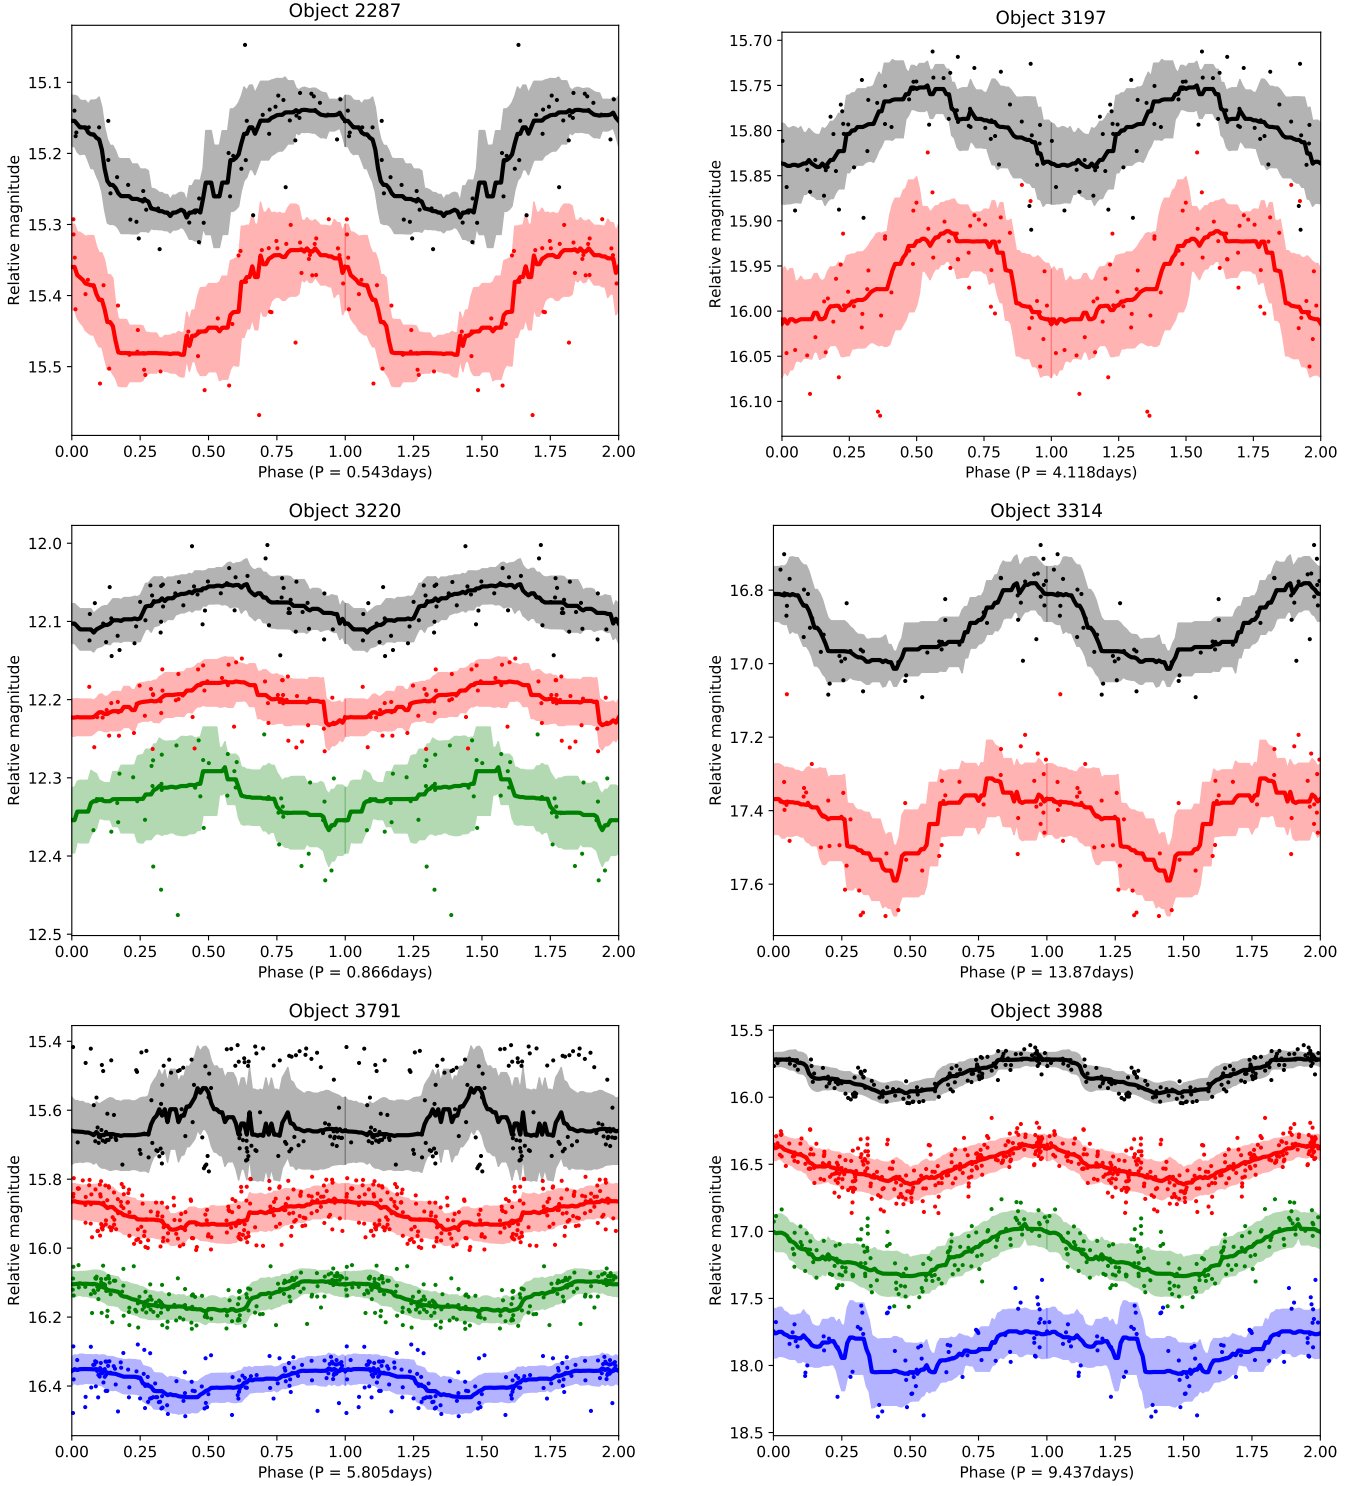 Object 2287
15.1
15.2
15.3
15.4
15.5
Relative magnitude
0.00 0.25 0.50 0.75 1.00 1.25 1.50 1.75 2.00
Phase (P = 0.543days)
Object 3197
15.70
15.75
15.80
15.85
15.90
15.95
16.00
16.05
16.10
Relative magnitude
0.00 0.25 0.50 0.75 1.00 1.25 1.50 1.75 2.00
Phase (P = 4.118days)
Object 3220
12.0
12.1
12.2
12.3
12.4
12.5
Relative magnitude
0.00 0.25 0.50 0.75 1.00 1.25 1.50 1.75 2.00
Phase (P = 0.866days)
Object 3314
16.8
17.0
17.2
17.4
17.6
Relative magnitude
0.00 0.25 0.50 0.75 1.00 1.25 1.50 1.75 2.00
Phase (P = 13.87days)
Object 3791
15.4
15.6
15.8
16.0
16.2
16.4
Relative magnitude
0.00 0.25 0.50 0.75 1.00 1.25 1.50 1.75 2.00
Phase (P = 5.805days)
Object 3988
15.5
16.0
16.5
17.0
17.5
18.0
18.5
Relative magnitude
0.00 0.25 0.50 0.75 1.00 1.25 1.50 1.75 2.00
Phase (P = 9.437days)